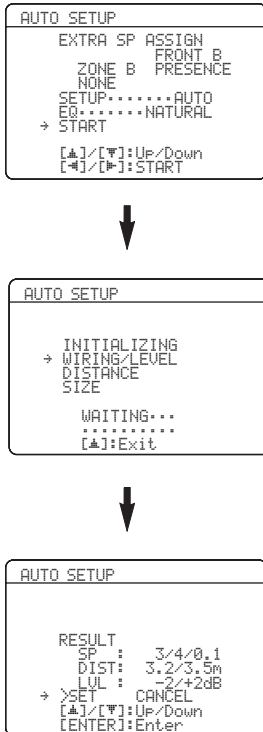 AUTO SETUP
EXTRA SP ASSIGN
FRONT B
ZONE B PRESENCE
NONE
SETUP·······AUTO
EQ·······NATURAL
→ START
[▲]/[▼]:Up/Down
[◀]/[▶]:START
AUTO SETUP
INITIALIZING
→ WIRING/LEVEL
DISTANCE
SIZE
WAITING···
··········
[▲]:Exit
AUTO SETUP
RESULT
SP : 3/4/0.1
DIST: 3.2/3.5m
LVL : -2/+2dB
→ >SET CANCEL
[▲]/[▼]:Up/Down
[ENTER]:Enter